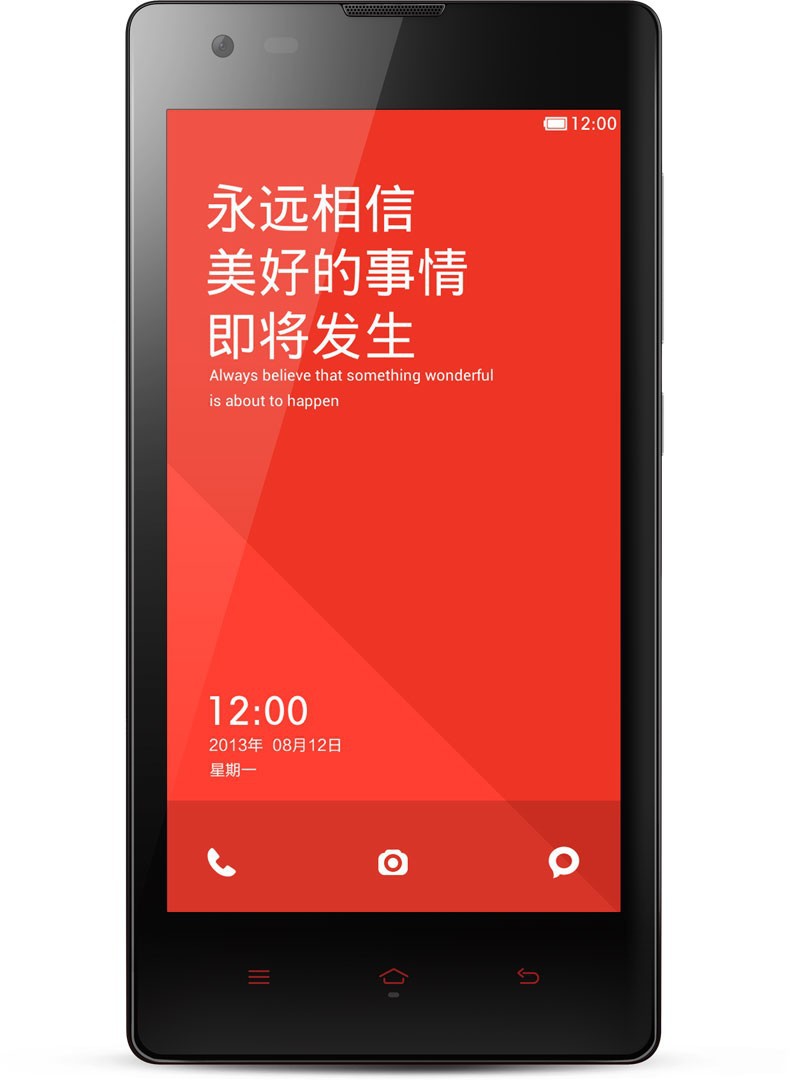 12:00
永远相信
美好的事情
即将发生
Always believe that something wonderful
is about to happen
12:00
2013年 08月12日
星期一